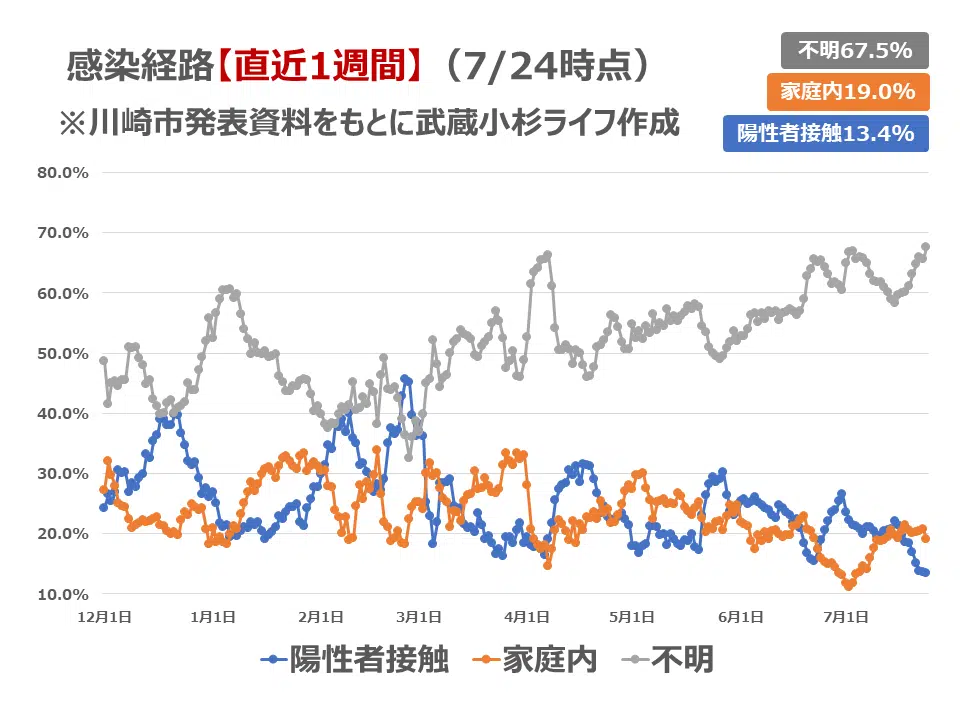 感染経路【直近1週間】（7/24時点）
※川崎市発表資料をもとに武蔵小杉ライフ作成
不明67.5%
家庭内19.0%
陽性者接触13.4%
80.0%
70.0%
60.0%
50.0%
40.0%
30.0%
20.0%
10.0%
12月1日 1月1日 2月1日 3月1日 4月1日 5月1日 6月1日 7月1日
陽性者接触 家庭内 不明